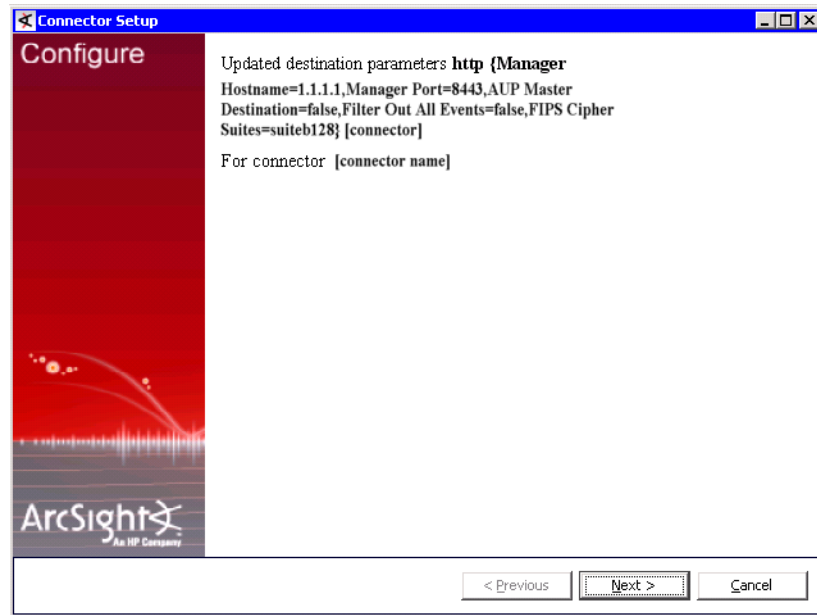 Connector Setup
Configure
Updated destination parameters http {Manager
Hostname=1.1.1.1,Manager Port=8443,AUP Master
Destination=false,Filter Out All Events=false,FIPS Cipher
Suites=suiteb128} [connector]
For connector [connector name]
ArcSight
An HP Company
< Previous
Next >
Cancel